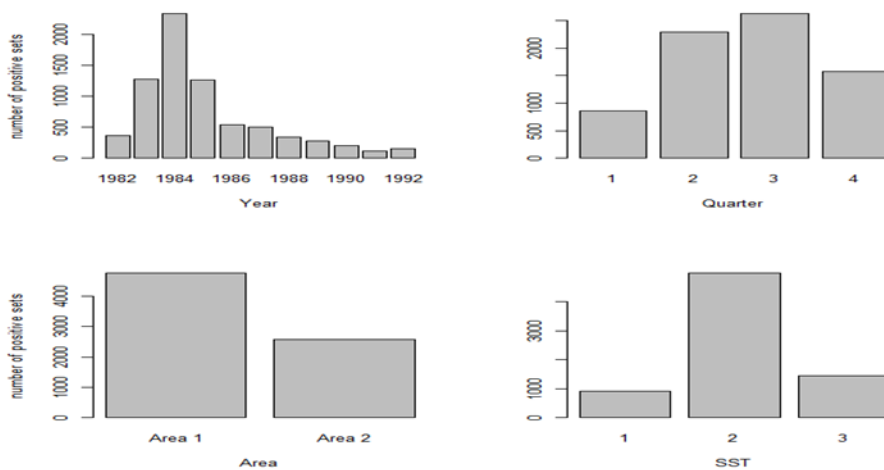 number of positive sets
2000
1500
1000
500
0
1982 1984 1986 1988 1990 1992
Year
2000
1000
500
0
1 2 3 4
Quarter
number of positive sets
4000
3000
2000
1000
0
Area 1 Area 2
Area
3000
1000
0
1 2 3
SST